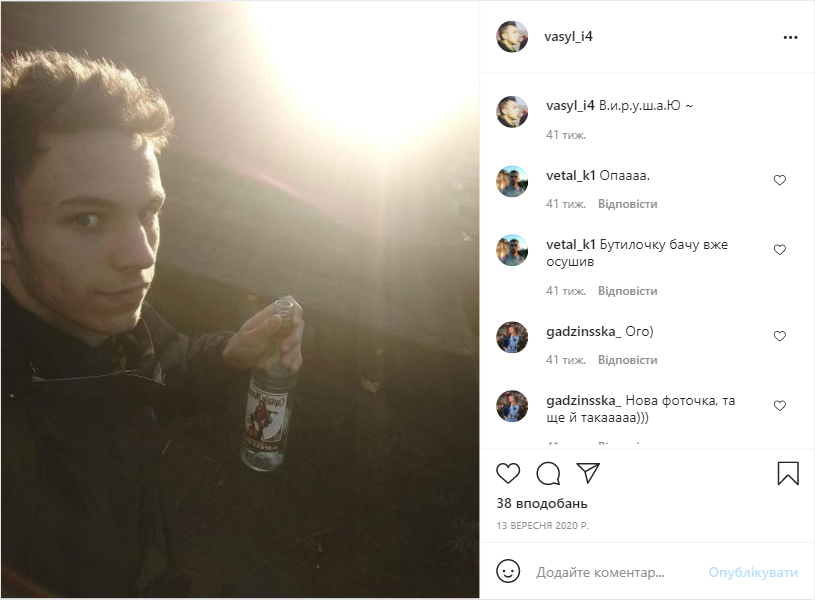 vasyl_i4
vasyl_i4 В.и.р.у.ш.а.Ю ~
41 тиж.
vetal_k1 Опаааа.
41 тиж. Відповісти
vetal_k1 Бутилочку бачу вже
осушив
41 тиж. Відповісти
gadzinsska_ Ого)
41 тиж. Відповісти
gadzinsska_ Нова фоточка, та
ще й такааааа)))
38 вподобань
13 ВЕРЕСНЯ 2020 Р.
Додайте коментар... Опублікувати